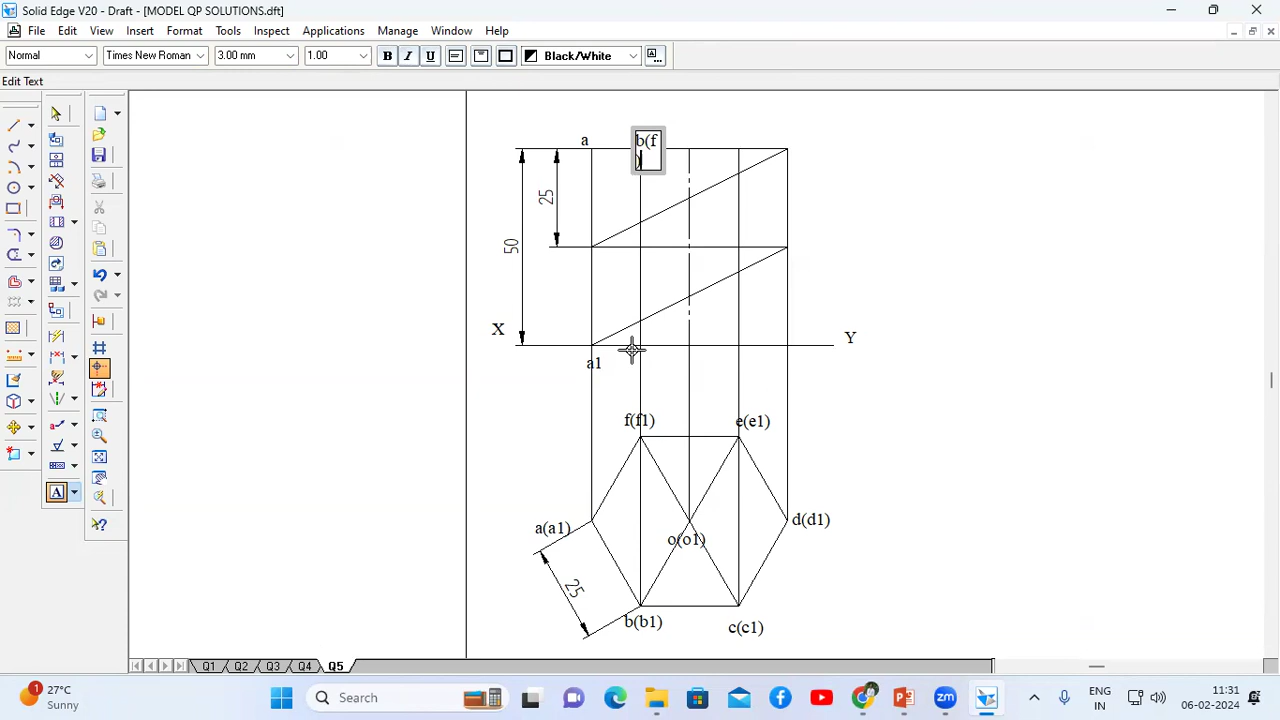 Solid Edge V20 - Draft - [MODEL QP SOLUTIONS.dft]
File Edit View Insert Format Tools Inspect Applications Manage Window Help
Normal Times New Roman 3.00 mm 1.00 B I U Black/White
Edit Text
a b(f
)
25
50
X Y
a1
f(f1) e(e1)
a(a1) d(d1)
o(o1)
25
b(b1) c(c1)
Q1 Q2 Q3 Q4 Q5
1 27°C
Sunny
Search
ENG
IN
11:31
06-02-2024